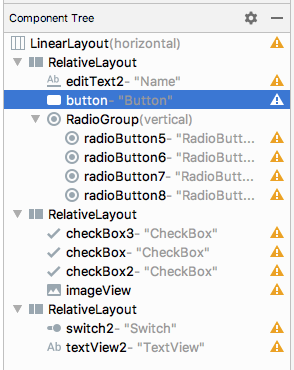 Component Tree
LinearLayout(horizontal)
RelativeLayout
Ab editText2- "Name"
button- "Button"
RadioGroup(vertical)
radioButton5- "RadioButt...
radioButton6- "RadioButt...
radioButton7- "RadioButt...
radioButton8- "RadioButt...
RelativeLayout
checkBox3- "CheckBox"
checkBox- "CheckBox"
checkBox2- "CheckBox"
imageView
RelativeLayout
switch2- "Switch"
Ab textView2- "TextView"